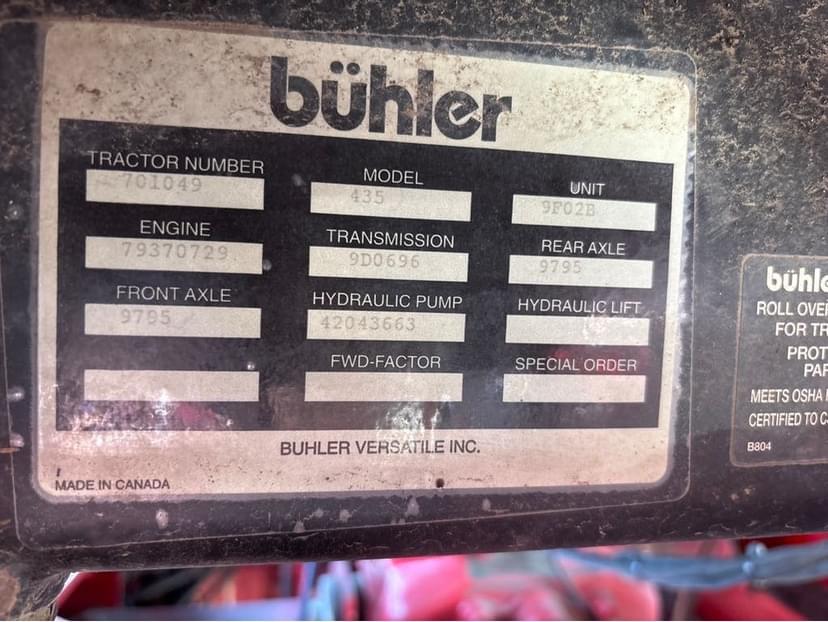 bühler
TRACTOR NUMBER MODEL UNIT
701049 435 9F02B
ENGINE TRANSMISSION REAR AXLE
79370729 9D0696 9795
FRONT AXLE HYDRAULIC PUMP HYDRAULIC LIFT
9795 42043663
FWD-FACTOR SPECIAL ORDER
BUHLER VERSATILE INC.
MADE IN CANADA
bühl
ROLL OVE
FOR TR
PROT
PAR
MEETS OSHA
CERTIFIED TO C
B804